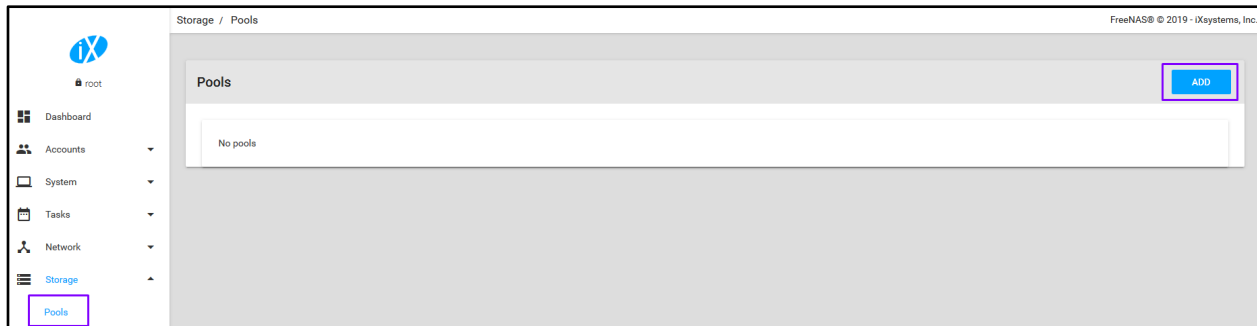 Storage / Pools
FreeNAS® © 2019 - iXsystems, Inc.
iX
root
Pools
ADD
Dashboard
No pools
Accounts
System
Tasks
Network
Storage
Pools